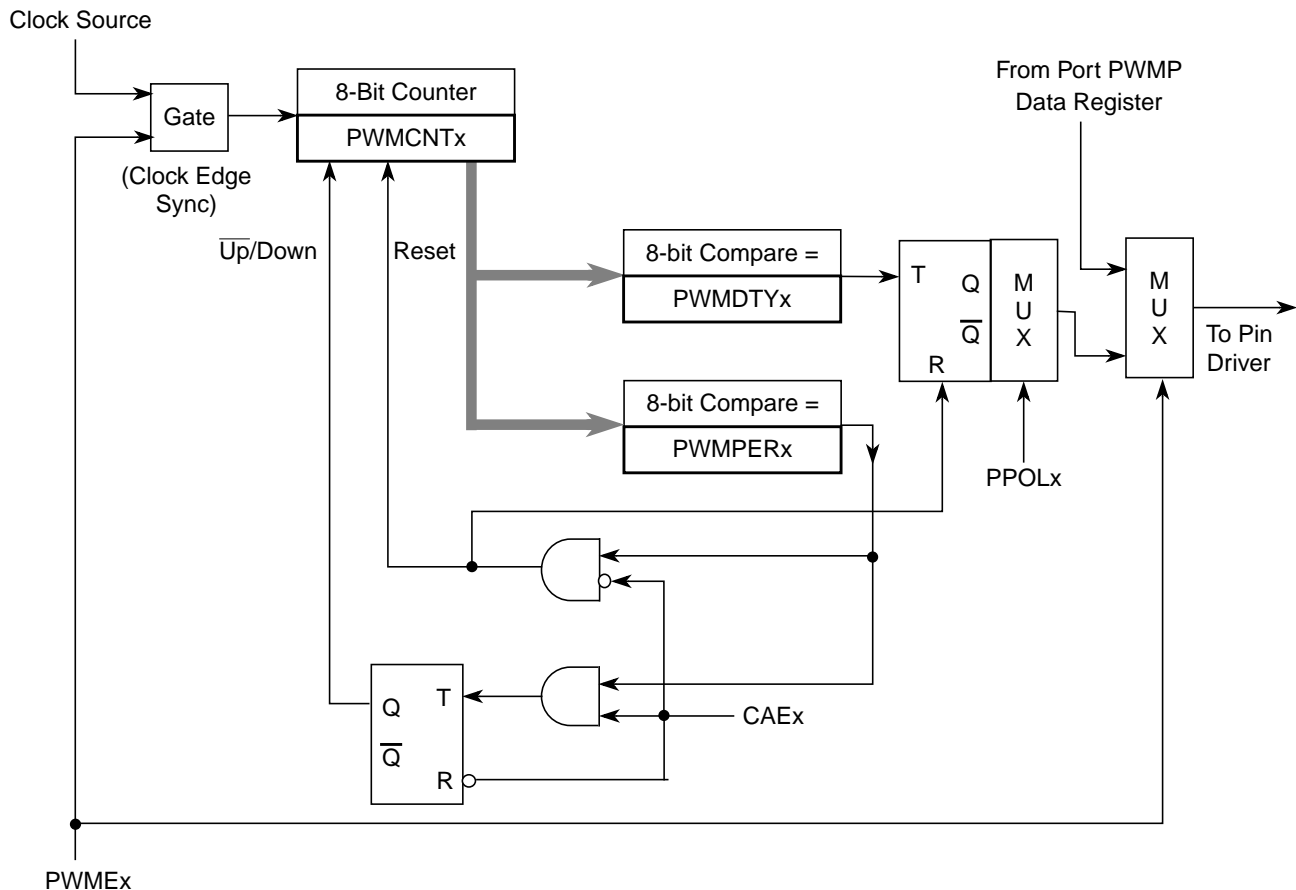 Clock Source
8-Bit Counter
PWMCNTx
Gate
(Clock Edge
Sync)
From Port PWMP
Data Register
U̅p̅/Down
Reset
8-bit Compare =
PWMDTYx
T
Q
Q̅
R
M
U
X
M
U
X
To Pin
Driver
8-bit Compare =
PWMPERx
PPOLx
Q
T
Q̅
R
CAEx
PWMEx